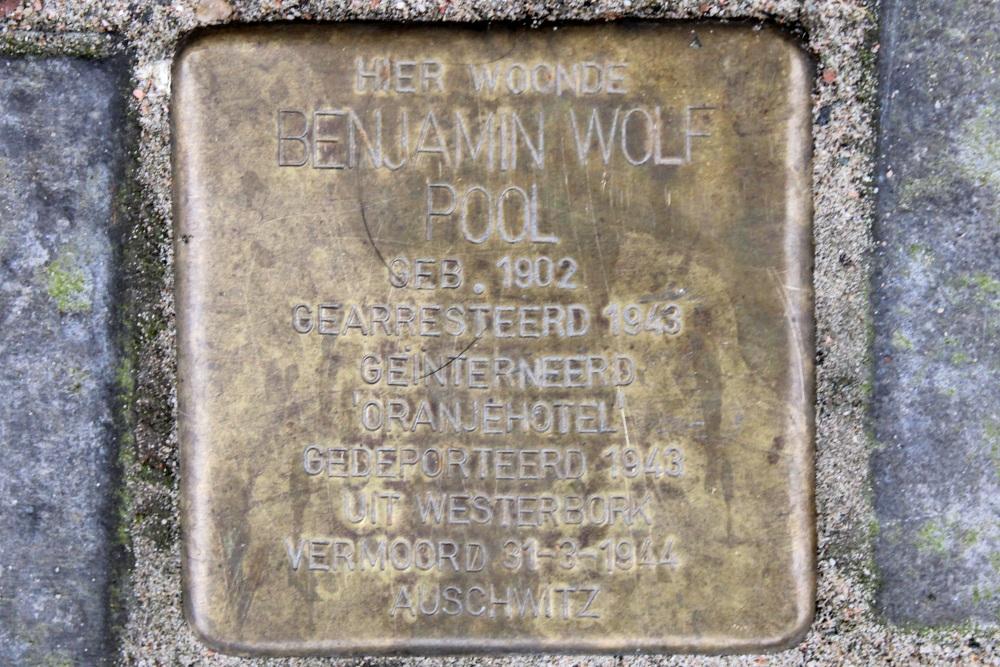 HIER WOONDE
BENJAMIN WOLF
POOL
GEB. 1902
GEARRESTEERD 1943
GEÏNTERNEERD
'ORANJEHOTEL'
GEDEPORTEERD 1943
UIT WESTERBORK
VERMOORD 31-3-1944
AUSCHWITZ